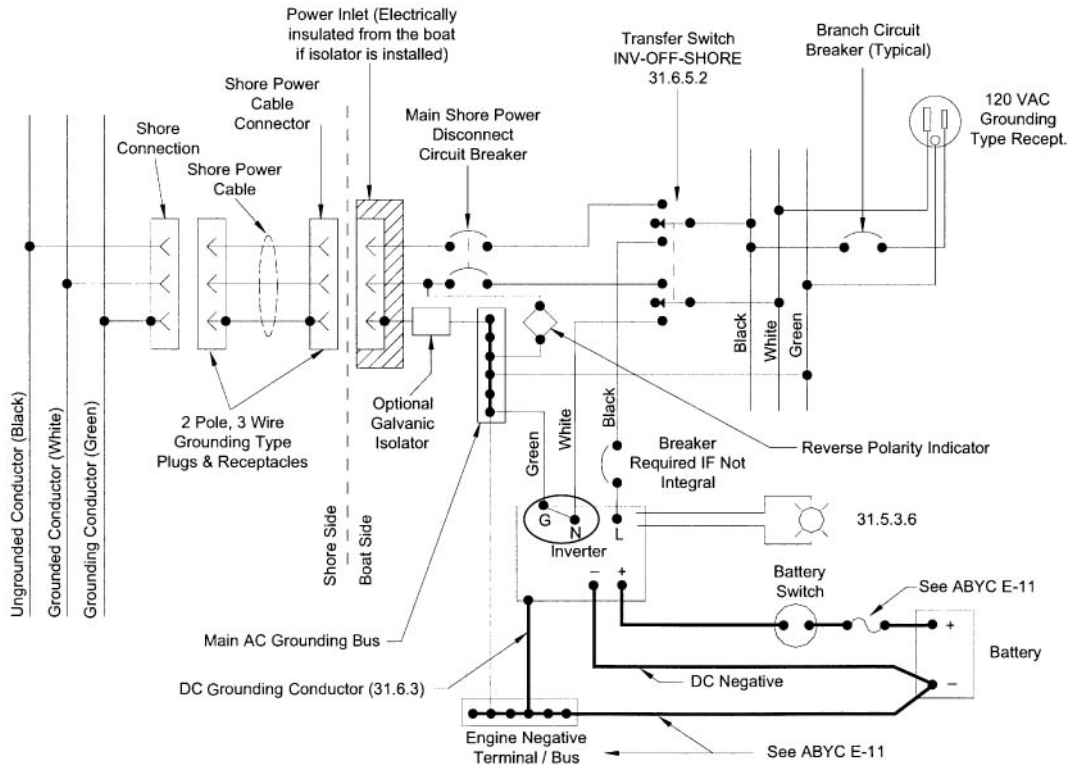 Power Inlet (Electrically
insulated from the boat
if isolator is installed)
Transfer Switch
INV-OFF-SHORE
31.6.5.2
Branch Circuit
Breaker (Typical)
Shore Power
Cable
Connector
Main Shore Power
Disconnect
Circuit Breaker
120 VAC
Grounding
Type Recept.
Shore
Connection
Shore Power
Cable
Black
White
Green
2 Pole, 3 Wire
Grounding Type
Plugs & Receptacles
Optional
Galvanic
Isolator
Green
White
Black
Breaker
Required IF Not
Integral
Reverse Polarity Indicator
Ungrounded Conductor (Black)
Grounded Conductor (White)
Grounding Conductor (Green)
Shore Side
Boat Side
G
N
L
Inverter
31.5.3.6
– +
Battery
Switch
See ABYC E-11
+
Battery
–
Main AC Grounding Bus
DC Grounding Conductor (31.6.3)
DC Negative
Engine Negative
Terminal / Bus
See ABYC E-11